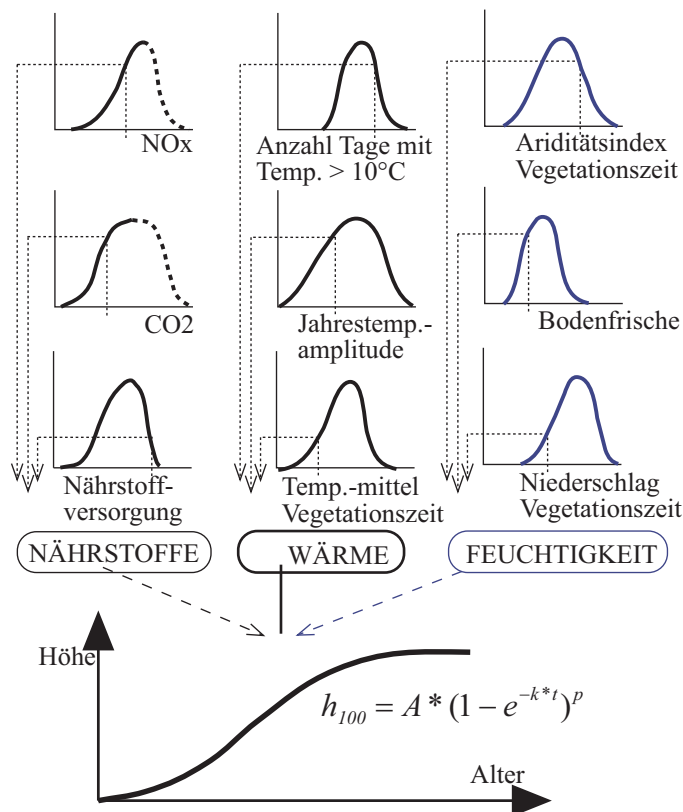 NOx
Anzahl Tage mit
Temp. > 10°C
Ariditätsindex
Vegetationszeit
CO2
Jahrestemp.-
amplitude
Bodenfrische
Nährstoff-
versorgung
Temp.-mittel
Vegetationszeit
Niederschlag
Vegetationszeit
NÄHRSTOFFE
WÄRME
FEUCHTIGKEIT
Höhe
h₁₀₀ = A * (1 − e^{−k*t})^p
Alter